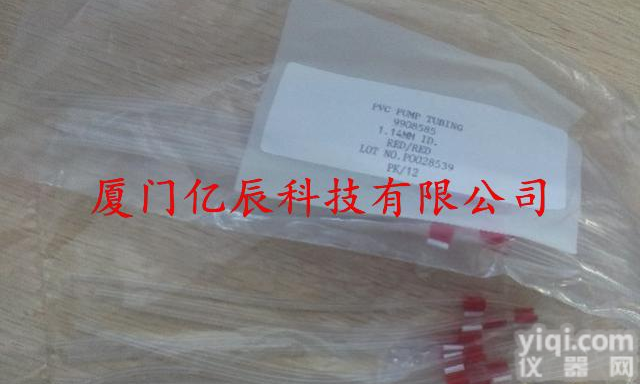 PVC PUMP TUBING
9908585
1.14MM ID.
RED/RED
LOT NO.PO028539
PK/12
厦门亿辰科技有限公司
yiqi.com
仪器网